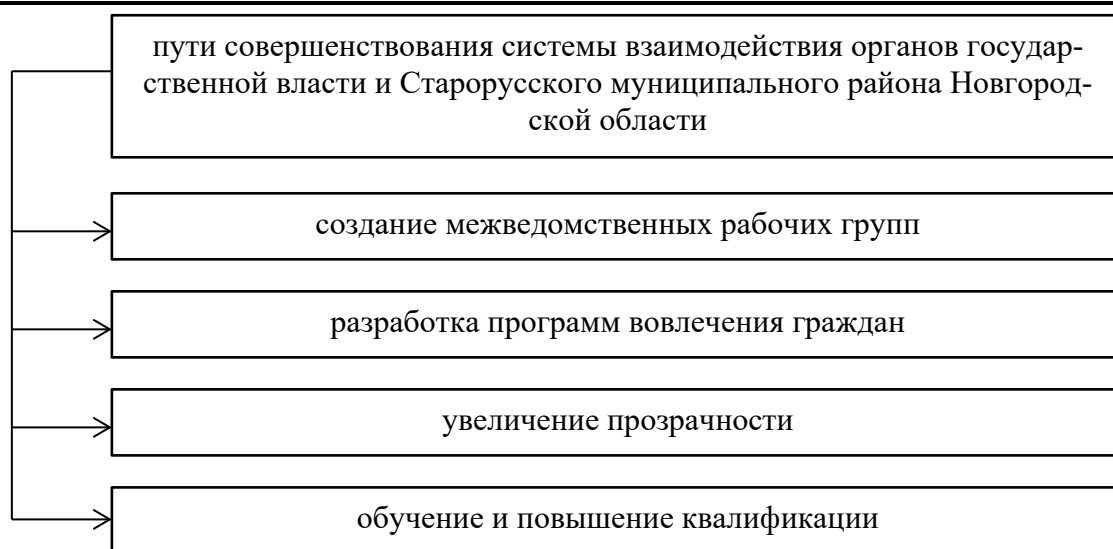 пути совершенствования системы взаимодействия органов государ-
ственной власти и Старорусского муниципального района Новгород-
ской области
создание межведомственных рабочих групп
разработка программ вовлечения граждан
увеличение прозрачности
обучение и повышение квалификации